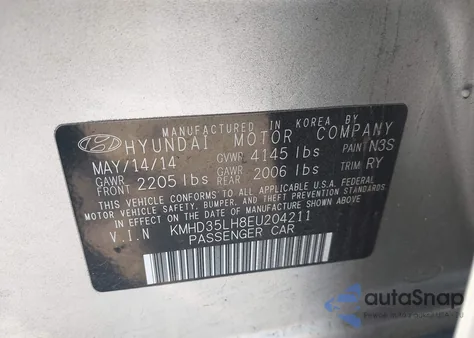 MANUFACTURED IN KOREA BY
HYUNDAI MOTOR COMPANY
MAY/14/14 GVWR 4145 lbs PAINT N3S
GAWR FRONT 2205 lbs GAWR REAR 2006 lbs TRIM RY
THIS VEHICLE CONFORMS TO ALL APPLICABLE U.S.A. FEDERAL
MOTOR VEHICLE SAFETY, BUMPER, AND THEFT PREVENTION STANDARDS
IN EFFECT ON THE DATE OF MANUFACTURE SHOWN ABOVE.
V.I.N KMHD35LH8EU204211
PASSENGER CAR
autoSnap